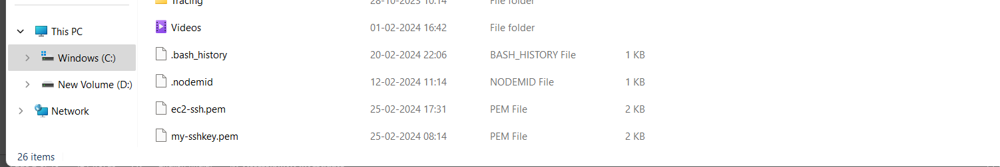 Tracing 28-10-2023 10:14 File folder
This PC
Videos 01-02-2024 16:42 File folder
Windows (C:)
.bash_history 20-02-2024 22:06 BASH_HISTORY File 1 KB
New Volume (D:)
.nodemid 12-02-2024 11:14 NODEMID File 1 KB
Network
ec2-ssh.pem 25-02-2024 17:31 PEM File 2 KB
my-sshkey.pem 25-02-2024 08:14 PEM File 2 KB
26 items